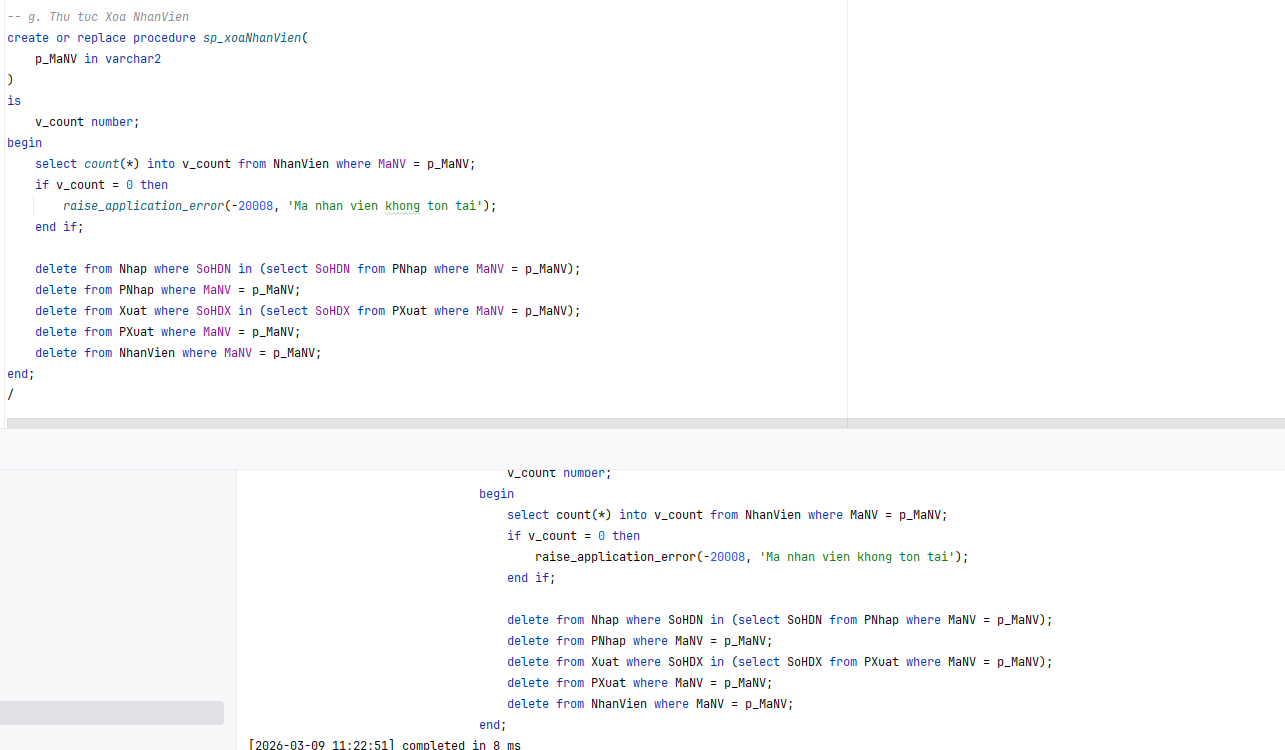 -- g. Thu tuc Xoa NhanVien
create or replace procedure sp_xoaNhanVien(
    p_MaNV in varchar2
)
is
    v_count number;
begin
    select count(*) into v_count from NhanVien where MaNV = p_MaNV;
    if v_count = 0 then
        raise_application_error(-20008, 'Ma nhan vien khong ton tai');
    end if;

    delete from Nhap where SoHDN in (select SoHDN from PNhap where MaNV = p_MaNV);
    delete from PNhap where MaNV = p_MaNV;
    delete from Xuat where SoHDX in (select SoHDX from PXuat where MaNV = p_MaNV);
    delete from PXuat where MaNV = p_MaNV;
    delete from NhanVien where MaNV = p_MaNV;
end;
/
    v_count number;
begin
    select count(*) into v_count from NhanVien where MaNV = p_MaNV;
    if v_count = 0 then
        raise_application_error(-20008, 'Ma nhan vien khong ton tai');
    end if;

    delete from Nhap where SoHDN in (select SoHDN from PNhap where MaNV = p_MaNV);
    delete from PNhap where MaNV = p_MaNV;
    delete from Xuat where SoHDX in (select SoHDX from PXuat where MaNV = p_MaNV);
    delete from PXuat where MaNV = p_MaNV;
    delete from NhanVien where MaNV = p_MaNV;
end;
[2026-03-09 11:22:51] completed in 8 ms